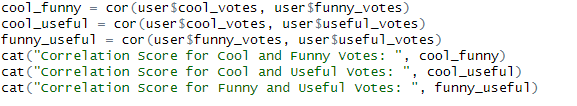 cool_funny = cor(user$cool_votes, user$funny_votes)
cool_useful = cor(user$cool_votes, user$useful_votes)
funny_useful = cor(user$funny_votes, user$useful_votes)
cat("Correlation Score for Cool and Funny Votes: ", cool_funny)
cat("Correlation Score for Cool and Useful Votes: ", cool_useful)
cat("Correlation Score for Funny and Useful Votes: ", funny_useful)